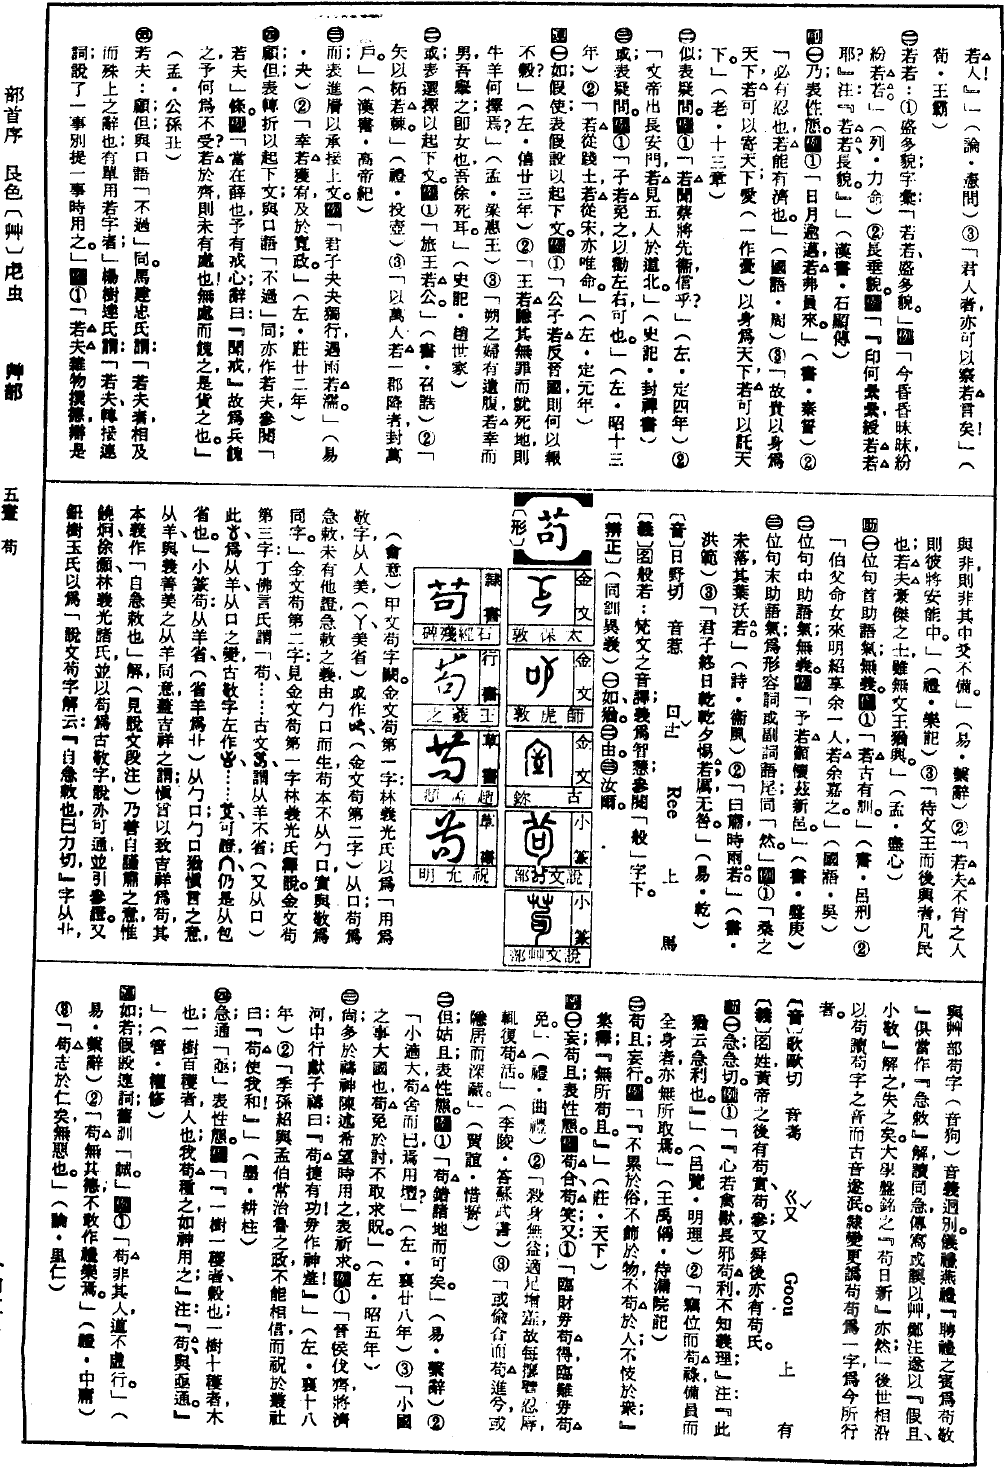 若人』」（論・憲問）③「君人者亦可以察若言矣」（
荀・王霸）
㊂若若：①盛多貌字彙「若若、盛多貌。」例「今昏昏昧昧，紛
紛若若。」（列・力命）②長垂貌。例「『印何纍纍，綬若若
耶？』注：『若若，長貌。』」（漢書・石顯傳）
㊀乃表性態。例①「日月逾邁，若弗員來。」（書・秦誓）②
「必有忍也，若能有濟也。」（國語・周）③「故貴以身爲
天下，若可以寄天下；愛（一作憂）以身爲天下，若可以託天
下。」（老・十三章）
㊁似表疑問。例①「若聞蔡將先衞，信乎？」（左・定四年）②
「文帝出長安門，若見五人於道北。」（史記・封禪書）
㊂或表疑問。例①「子若免之，以勸左右，可也。」（左・昭十三
年）②「若從踐土，若從宋，亦唯命。」（左・定元年）
㊀如假使表假設以起下文。例①「公子若反晉國，則何以報
不穀？」（左・僖廿三年）②「王若隱其無罪而就死地，則
牛羊何擇焉？」（孟・梁惠王）③「朔之婦有遺腹，若幸而
男，吾奉之；即女也，吾徐死耳。」（史記・趙世家）
㊁或表選擇以起下文。例①「旅王若公。」（書・召誥）②「
矢以柘若棘。」（禮・投壺）③「以萬人若一郡降者，封萬
戶。」（漢書・高帝紀）
㊂而表進層以承接上文。例①「君子夬夬，獨行遇雨，若濡。」（易
・夬）②「幸若獲宥，及於寬政。」（左・莊廿二年）
㊃顧但表轉折以起下文與口語「不過」同；亦作若夫，參閱「
若夫」條。例「當在薛也，予有戒心；辭曰：『聞戒，』故爲兵餽
之，予何爲不受？若於齊，則未有處也；無處而餽之，是貨之也。」
（孟・公孫丑）
若夫：顧但與口語「不過」同。馬建忠氏謂：「若夫者，相及
而殊上之辭也，有單用若字者；」楊樹達氏謂：「若夫，轉接連
詞，說了一事，別提一事時用之。」例①「若夫雜物撰德，辯是
與非，則非其中爻不備。」（易・繫辭）②「若夫不肖之人，
則彼將安能中。」（禮・樂記）③「待文王而後興者，凡民
也；若夫豪傑之士，雖無文王猶興。」（孟・盡心）
㊀位句首助語氣無義。例①「若古有訓。」（書・呂刑）②
「伯父命女來，明紹享余一人，若余嘉之。」（國語・吳）
㊁位句中助語氣無義。例「予若籲懷茲新邑。」（書・盤庚）
㊂位句末助語氣爲形容詞或副詞語尾，同「然。」例①「桑之
未落，其葉沃若。」（詩・衞風）②「曰肅，時雨若。」（書・
洪範）③「君子終日乾乾，夕惕若厲，无咎。」（易・乾）
〔音〕日野切　音惹　ㄖㄜˇ　Ree　上　馬
〔義〕名般若：梵文之音譯，義爲智慧；參閱「般」字下。
〔辨正〕（同訓異義）㊀如，猶。㊁由。㊂汝，爾。
苟
〔形〕
金文　太保敦
金文　師虎敦
金文　古鉨
小篆　說文苟部
小篆　說文艸部
隸書　石經殘碑
行書　王羲之
草書　趙孟頫
草書　祝允明
（會意）甲文苟字闕。金文苟第一字，林義光氏以爲「用爲
敬字，从人美，（丫美省）或作（金文苟第二字）从口，苟爲
急敕未有他證，急敕之義由勹口而生，苟本不从勹口，實與敬爲
同字。」金文苟第二字，見金文苟第一字林義光氏釋說。金文苟
第三字，丁佛言氏謂：「苟……古文謂从羊不省，（又从口）
此爲从羊从口之變，古敬字左作……可證，仍是从包
省也。」小篆苟从羊省，（省羊爲丱）从勹口，勹口猶愼言之意，
从羊與義善美之从羊同意，蓋吉祥之謂，愼言以致吉祥爲苟，其
本義作「自急敕也」解，（見說文段注）乃嘗自謹肅之意。惟
饒炯、徐灝、林義光諸氏並以苟爲古敬字，說亦可通，並引參證。又
鈕樹玉氏以爲「說文苟字解云：『自急敕也，己力切，』字从丱，
與艸部苟字（音狗）音義迥別。儀禮燕禮『聘禮之賓爲苟敬
』俱當作『急敕』解，讀同急，傳寫或誤以艸，鄭注遂以『假且、
小敬』解之，失之矣。大學盤銘之『苟日新』亦然；」後世相沿
以苟讀苟字之音，而古音遂泯，隸變更譌苟苟爲一字，爲今所行
者。
〔音〕歌歐切　音耈　ㄍㄡˇ　Goou　上　有
〔義〕名姓，黃帝之後有苟實、苟參，又舜後亦有苟氏。
㊀急，急切。例①「『心若禽獸，長邪苟利，不知義理；』注：『此
猶云急利也。』」（呂覽・明理）②「竊位而苟祿，備員而
全身者，亦無所取焉。」（王禹偁・待漏院記）
㊁苟且妄行。例「『不累於俗，不飾於物，不苟於人，不忮於衆；』
集釋：『無所苟且。』」（莊・天下）
㊀妄，苟且表性態。例苟合，苟笑；又①「臨財毋苟得，臨難毋苟
免。」（禮・曲禮）②「殺身無益，適足增羞，故每攘臂忍辱，
輒復苟活。」（李陵・答蘇武書）③「或偷合而苟進兮，或
隱居而深藏。」（賈誼・惜誓）
㊁但，姑且表性態。例①「苟錯諸地而可矣。」（易・繫辭）②
「小適大，苟舍而已，焉用壇？」（左・襄廿八年）③「小國
之事大國也，苟免於討，不取求貺。」（左・昭五年）
㊂尚，多於禱神陳述希望時用之表祈求。例①「晉侯伐齊，將濟
河，中行獻子禱曰：『苟捷有功，毋作神羞！』」（左・襄十八
年）②「季孫紹與孟伯常治魯之政，不能相信，而祝於叢社
曰：『苟使我和！』」（墨・耕柱）
㊃急，通「亟」表性態。例「『一樹一穫者，穀也；一樹十穫者，木
也；一樹百穫者，人也；我苟種之，如神用之；』注：『苟與亟通。』
」（管・權修）
如，若，假設連詞；舊訓「誠。」例①「苟非其人，道不虛行。」（
易・繫辭）②「苟無其德，不敢作禮樂焉。」（禮・中庸）
③「苟志於仁矣，無惡也。」（論・里仁）
部首序　艮色〔艸〕虍虫　艸部　五畫　苟